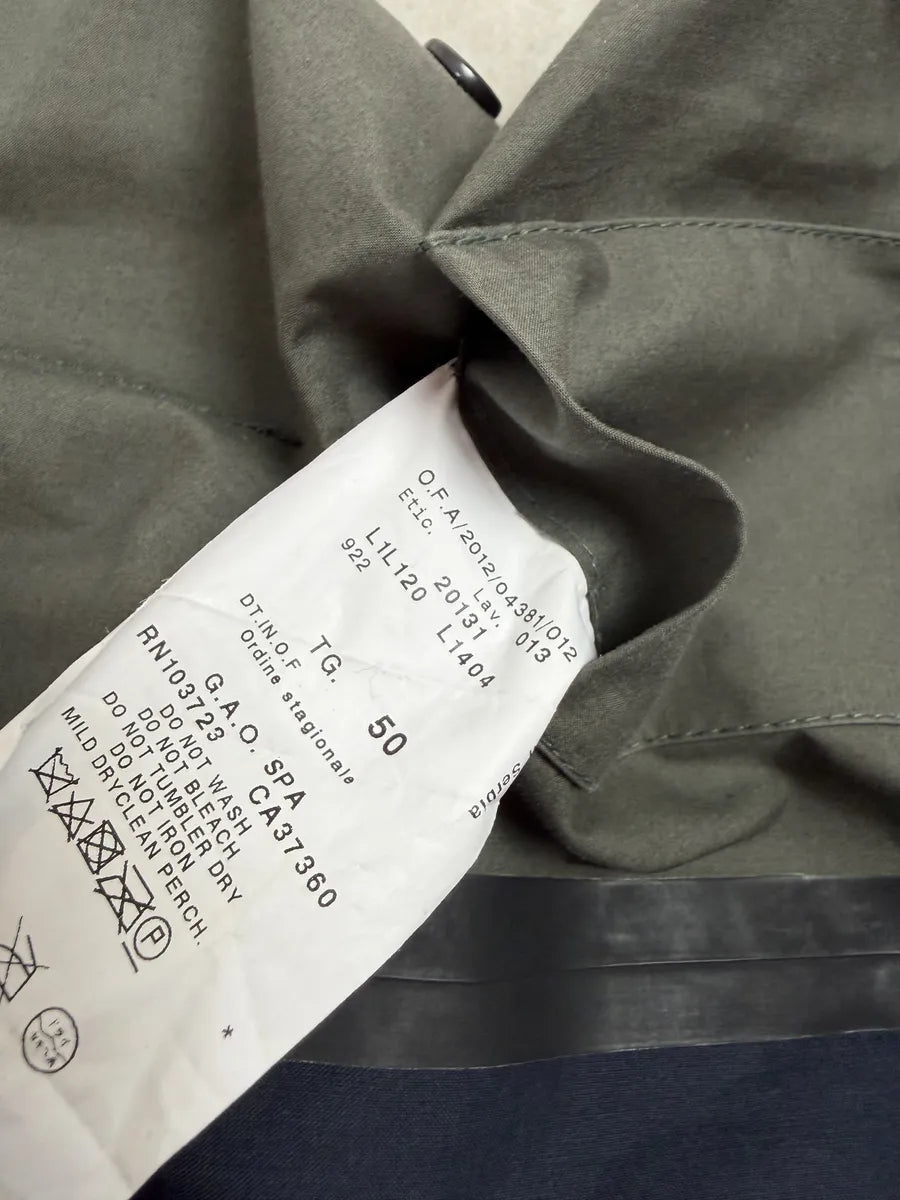 O.F.A/2012/04381/012
Etic. Lav. 013
20131
L1L120 L1404
922
TG. 50
DT.IN.O.F
Ordine stagionale
G.A.O. SPA
RN103723 CA37360
DO NOT WASH
DO NOT BLEACH
DO NOT TUMBLER DRY
DO NOT IRON
MILD DRYCLEAN PERCH.
P
*
Serbia